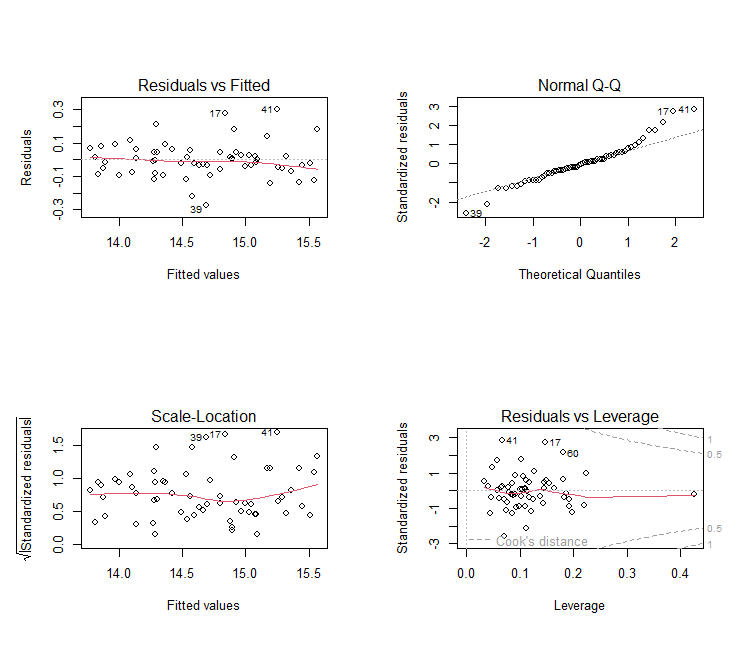 Residuals vs Fitted
Residuals
0.3
0.1
-0.1
-0.3
17
41
39
14.0 14.5 15.0 15.5
Fitted values
Normal Q-Q
Standardized residuals
3
2
1
0
-2
17 41
39
-2 -1 0 1 2
Theoretical Quantiles
Scale-Location
√|Standardized residuals|
1.5
1.0
0.5
0.0
39 17 41
14.0 14.5 15.0 15.5
Fitted values
Residuals vs Leverage
Standardized residuals
3
1
-1
-3
41 17
60
1
0.5
0.5
1
Cook's distance
0.0 0.1 0.2 0.3 0.4
Leverage